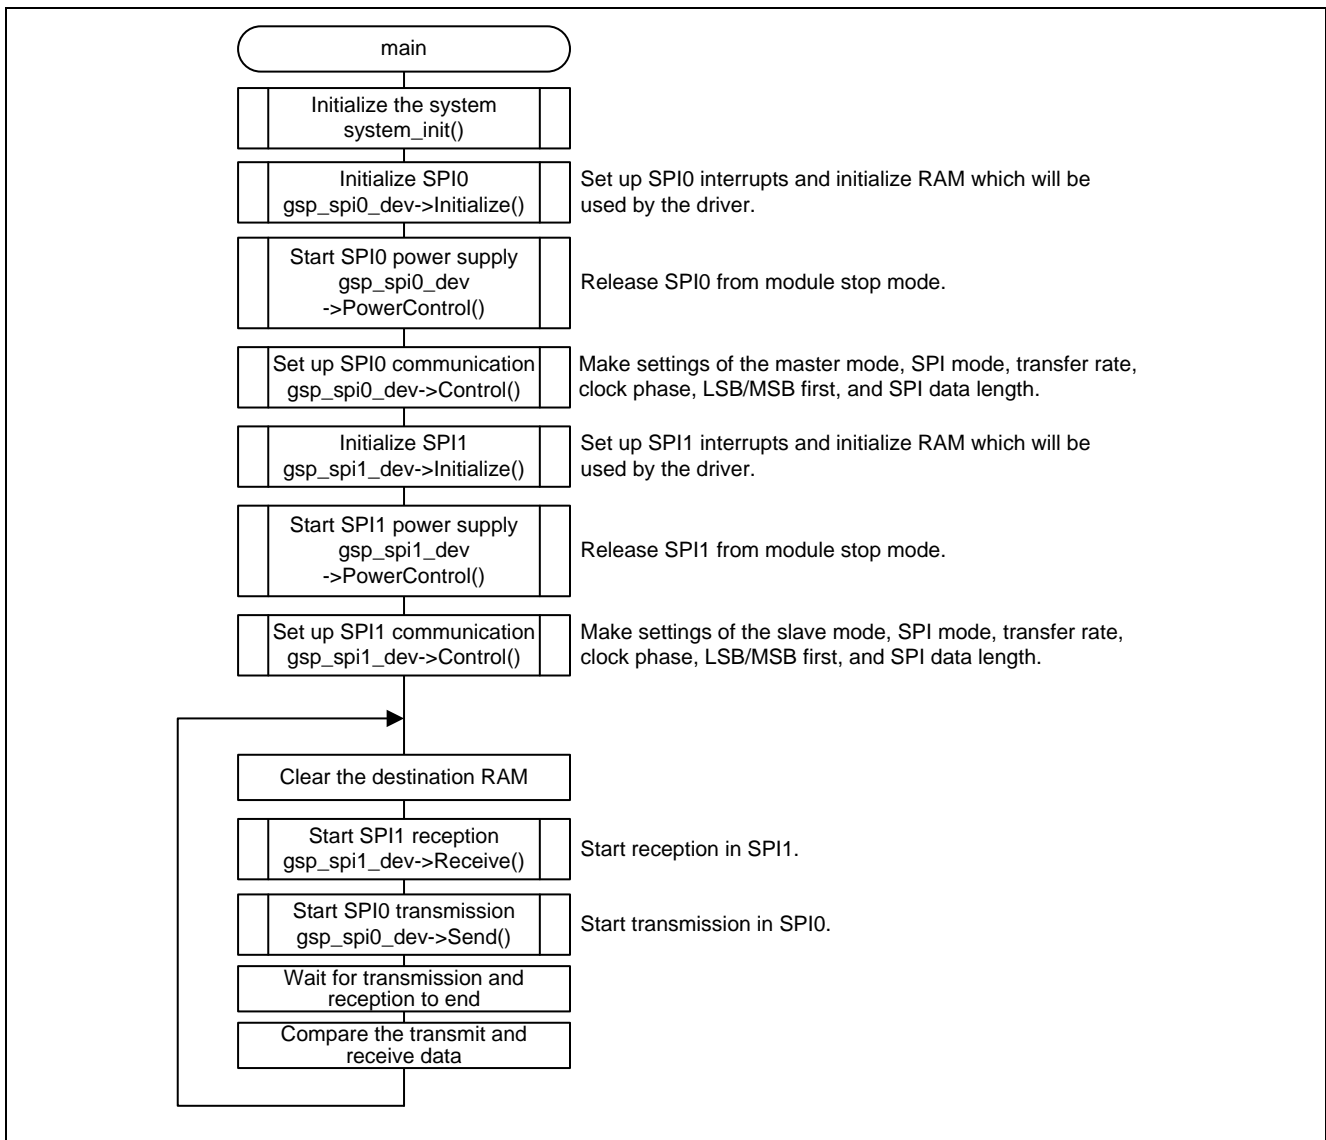 main
Initialize the system
system_init()
Initialize SPI0
gsp_spi0_dev->Initialize()
Set up SPI0 interrupts and initialize RAM which will be
used by the driver.
Start SPI0 power supply
gsp_spi0_dev
->PowerControl()
Release SPI0 from module stop mode.
Set up SPI0 communication
gsp_spi0_dev->Control()
Make settings of the master mode, SPI mode, transfer rate,
clock phase, LSB/MSB first, and SPI data length.
Initialize SPI1
gsp_spi1_dev->Initialize()
Set up SPI1 interrupts and initialize RAM which will be
used by the driver.
Start SPI1 power supply
gsp_spi1_dev
->PowerControl()
Release SPI1 from module stop mode.
Set up SPI1 communication
gsp_spi1_dev->Control()
Make settings of the slave mode, SPI mode, transfer rate,
clock phase, LSB/MSB first, and SPI data length.
Clear the destination RAM
Start SPI1 reception
gsp_spi1_dev->Receive()
Start reception in SPI1.
Start SPI0 transmission
gsp_spi0_dev->Send()
Start transmission in SPI0.
Wait for transmission and
reception to end
Compare the transmit and
receive data